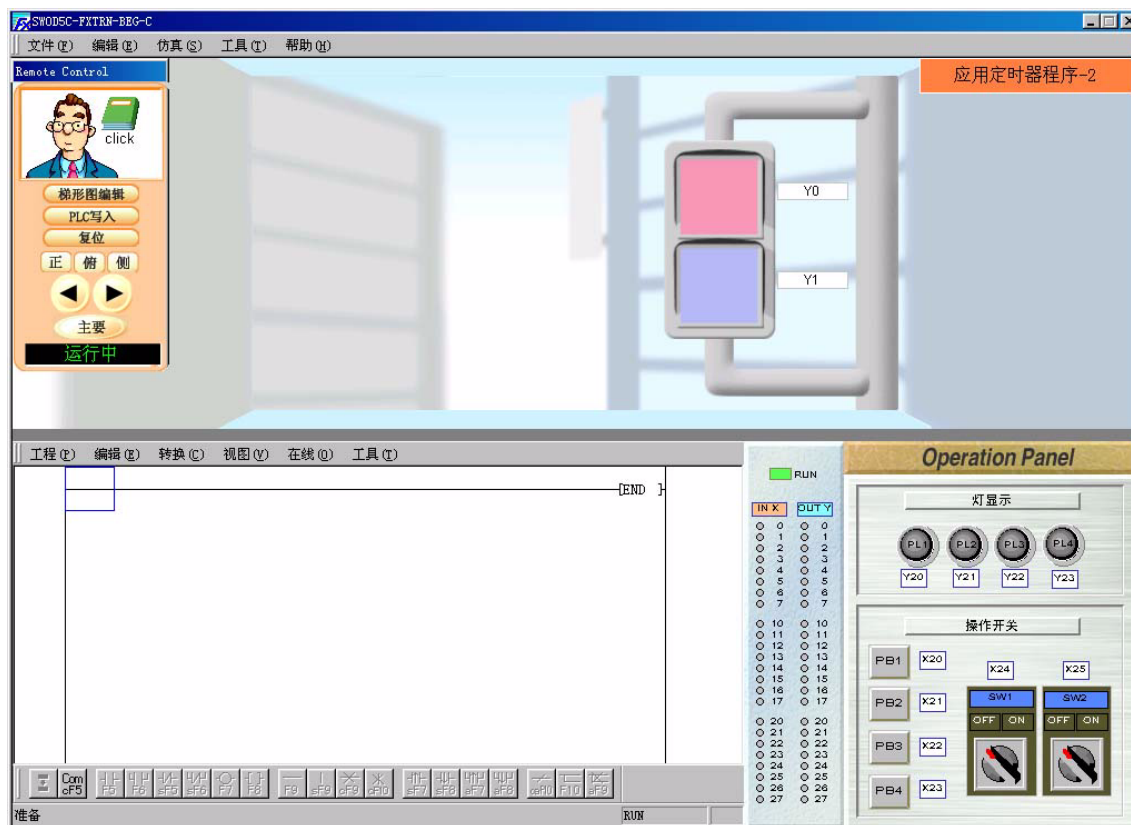 SW0D5C-FXTRN-BEG-C
文件(F) 编辑(E) 仿真(S) 工具(T) 帮助(H)
Remote Control
click
梯形图编辑
PLC写入
复位
正 俯 侧
主要
运行中
应用定时器程序-2
Y0
Y1
工程(P) 编辑(E) 转换(C) 视图(V) 在线(O) 工具(T)
[END ]
Com
cF5
F5 F6 sF5 sF6 F7 F8 F9 sF9 cF9 cF10 sF7 sF8 aF7 aF8 caF10 F10 aF9
准备
RUN
RUN
IN X OUT Y
0 0
1 1
2 2
3 3
4 4
5 5
6 6
7 7
10 10
11 11
12 12
13 13
14 14
15 15
16 16
17 17
20 20
21 21
22 22
23 23
24 24
25 25
26 26
27 27
Operation Panel
灯显示
PL1 PL2 PL3 PL4
Y20 Y21 Y22 Y23
操作开关
PB1 X20
PB2 X21
PB3 X22
PB4 X23
X24 X25
SW1 SW2
OFF ON OFF ON